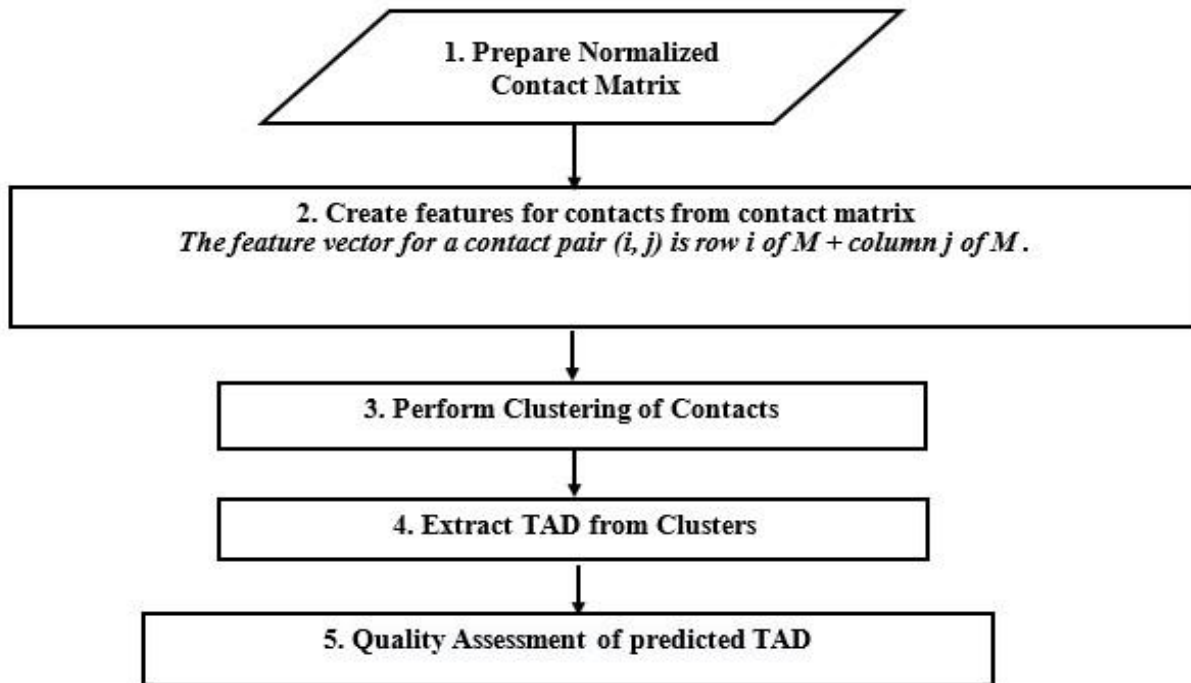 1. Prepare Normalized
Contact Matrix
2. Create features for contacts from contact matrix
The feature vector for a contact pair (i, j) is row i of M + column j of M .
3. Perform Clustering of Contacts
4. Extract TAD from Clusters
5. Quality Assessment of predicted TAD